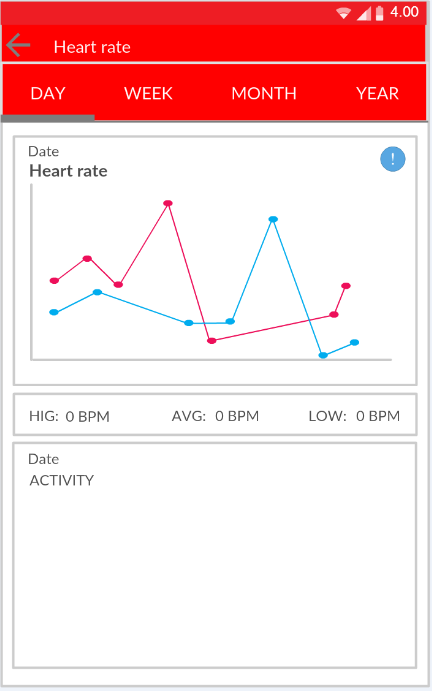 4.00
Heart rate
DAY WEEK MONTH YEAR
Date
!
Heart rate
HIG: 0 BPM AVG: 0 BPM LOW: 0 BPM
Date
ACTIVITY